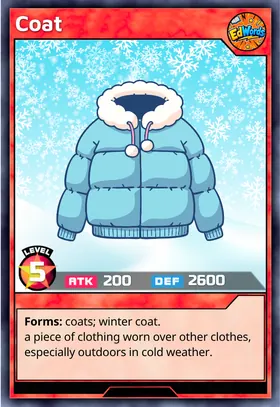 Coat
EdWords
LEVEL
5
ATK 200 DEF 2600
Forms: coats; winter coat.
a piece of clothing worn over other clothes,
especially outdoors in cold weather.